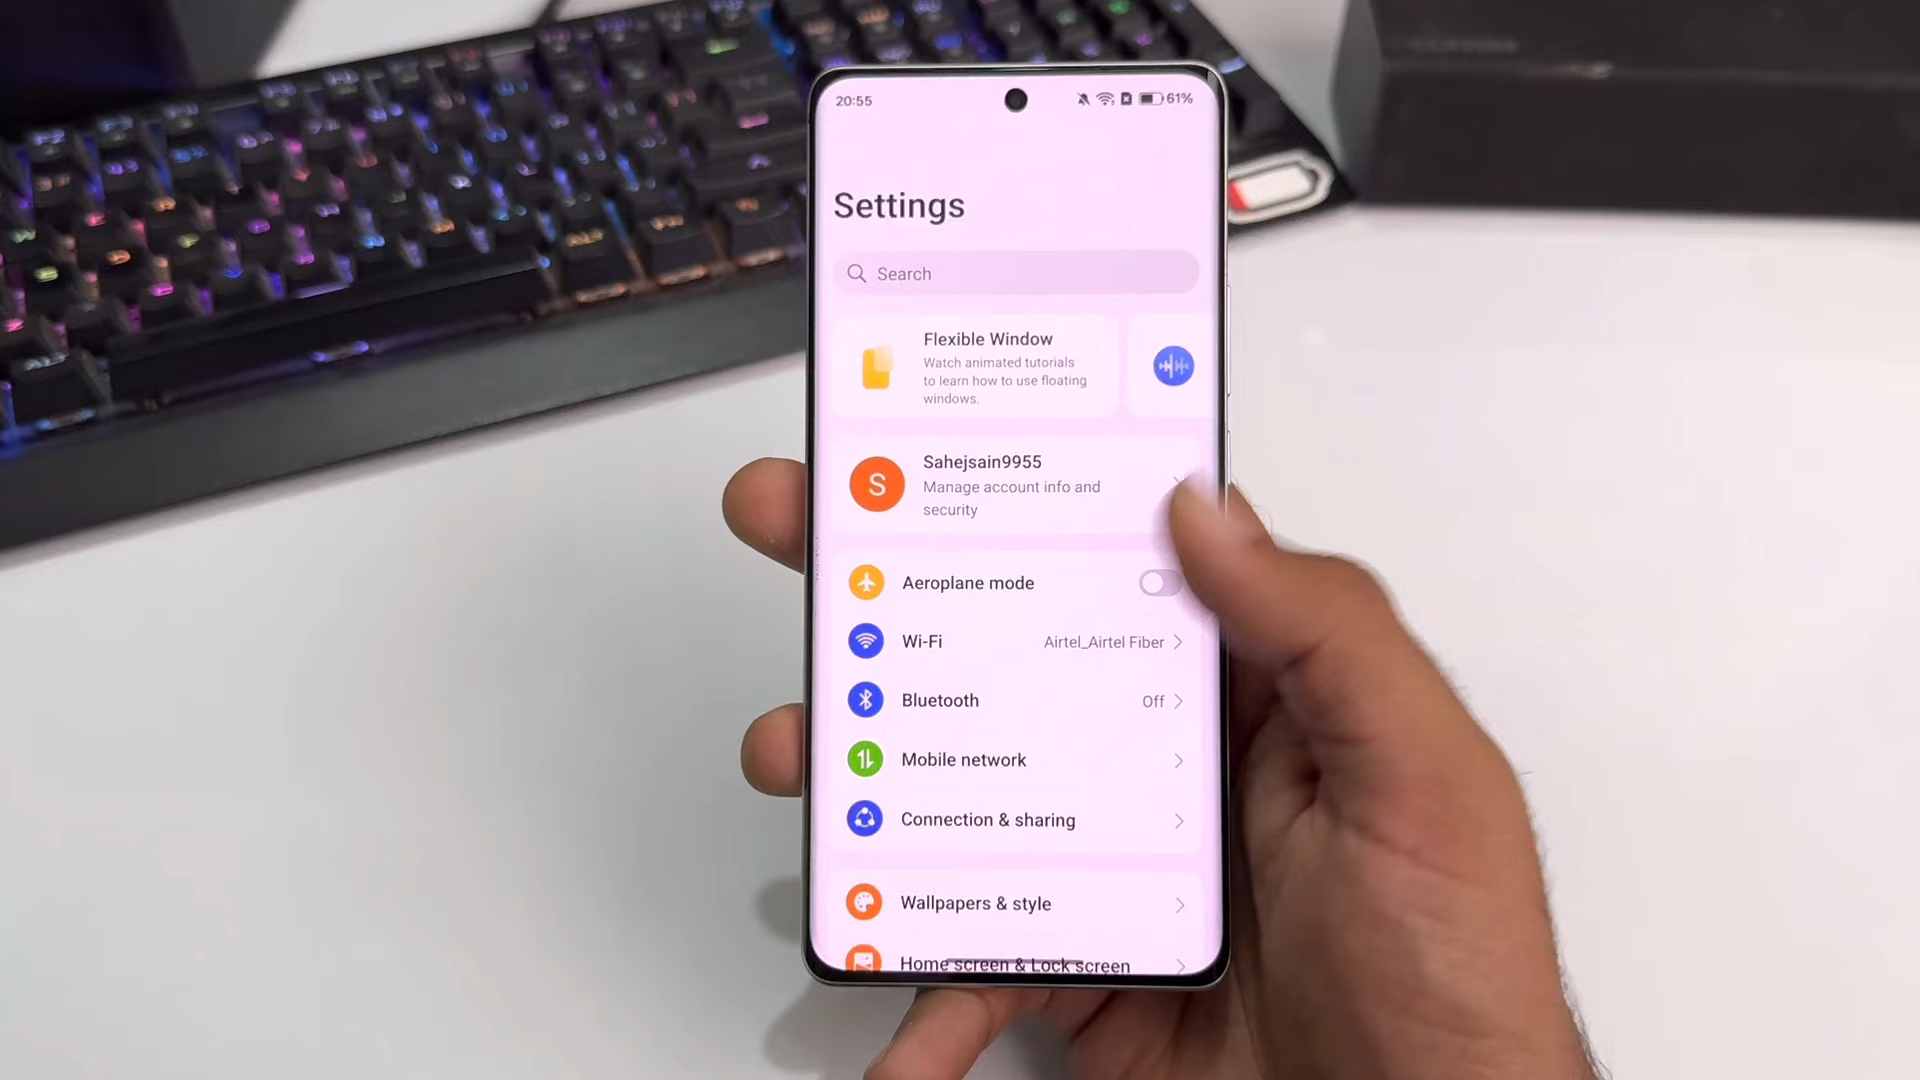 20:55
61%
Settings
Search
Flexible Window
Watch animated tutorials
to learn how to use floating
windows.
S
Sahejsain9955
Manage account info and
security
Aeroplane mode
Wi-Fi
Airtel_Airtel Fiber
Bluetooth
Off
Mobile network
Connection & sharing
Wallpapers & style
Home screen & Lock screen